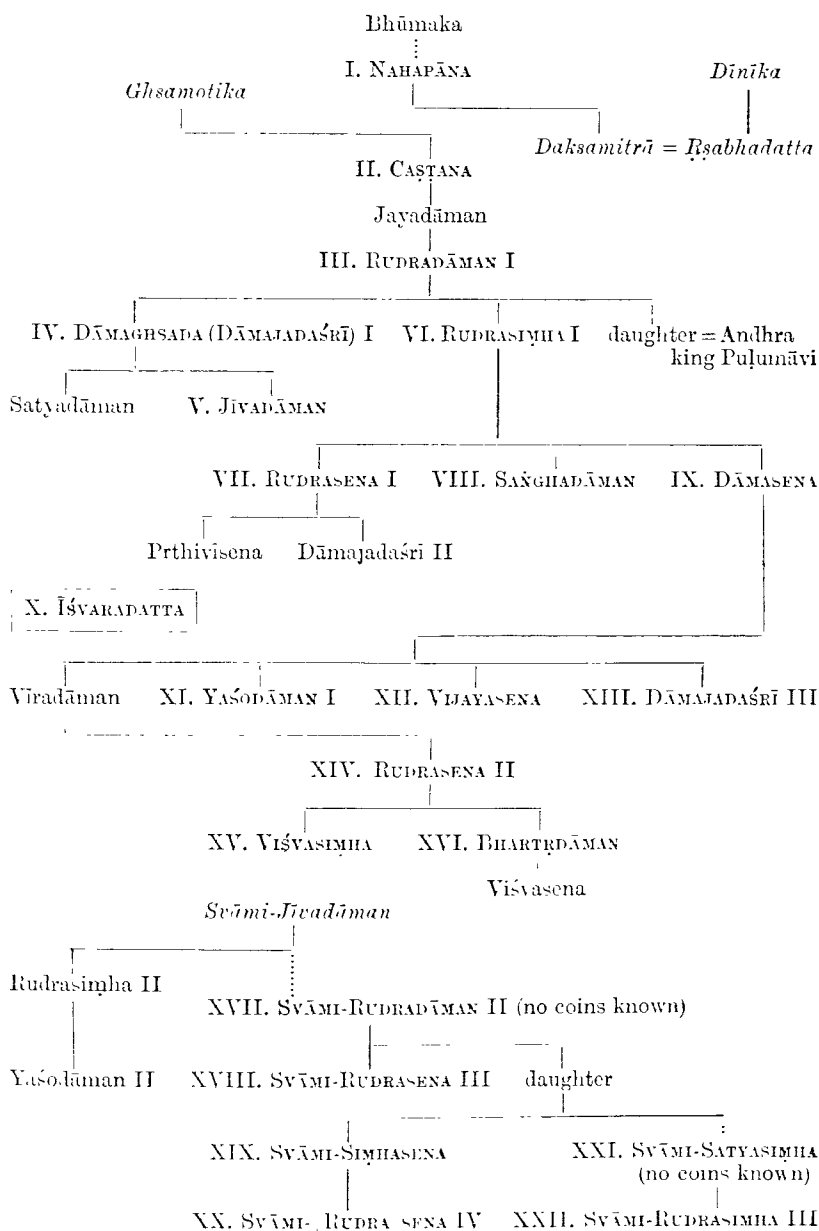 Bhūmaka
I. NAHAPĀNA Dīnīka
Ghsamotika
Dakṣamitrā = Ṛṣabhadatta
II. CAṢṬANA
Jayadāman
III. RUDRADĀMAN I
IV. DĀMAGHSADA (DĀMAJADAŚRĪ) I VI. RUDRASIṂHA I daughter = Andhra
king Puḷumāvi
Satyadāman V. JĪVADĀMAN
VII. RUDRASENA I VIII. SAṄGHADĀMAN IX. DĀMASENA
Pṛthivīsena Dāmajadaśrī II
X. ĪŚVARADATTA
Vīradāman XI. YAŚODĀMAN I XII. VIJAYASENA XIII. DĀMAJADAŚRĪ III
XIV. RUDRASENA II
XV. VIŚVASIṂHA XVI. BHARTṚDĀMAN
Viśvasena
Svāmi-Jīvadāman
Rudrasiṃha II
XVII. SVĀMI-RUDRADĀMAN II (no coins known)
Yaśodāman II XVIII. SVĀMI-RUDRASENA III daughter
XIX. SVĀMI-SIṂHASENA XXI. SVĀMI-SATYASIṂHA
(no coins known)
XX. SVĀMI-RUDRASENA IV XXII. SVĀMI-RUDRASIṂHA III